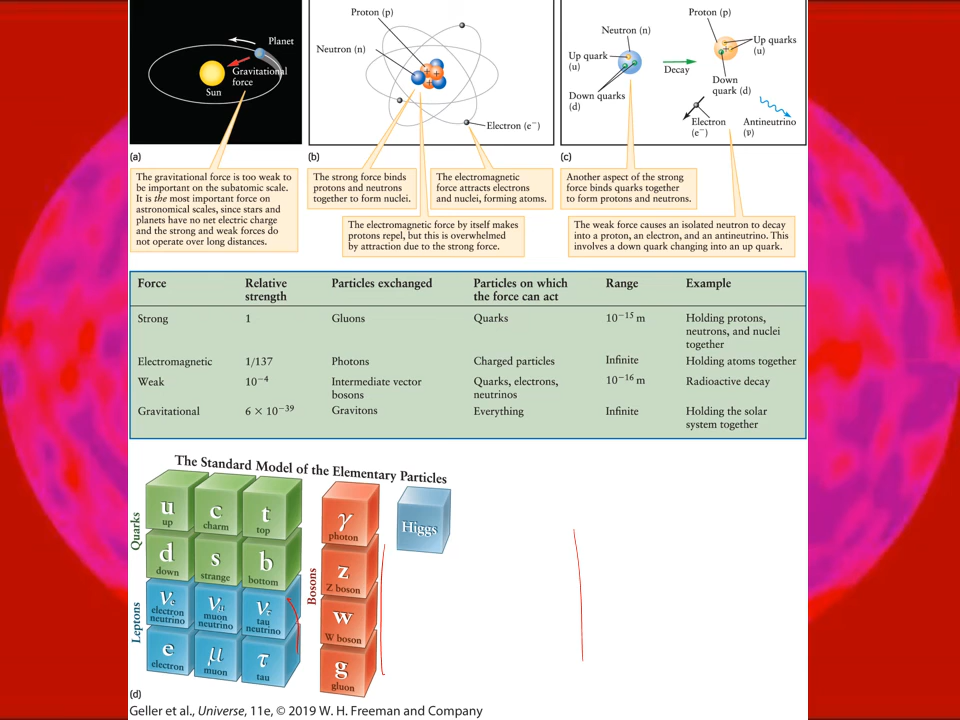 Planet
Gravitational
force
Sun
(a)
The gravitational force is too weak to
be important on the subatomic scale.
It is the most important force on
astronomical scales, since stars and
planets have no net electric charge
and the strong and weak forces do
not operate over long distances.
Proton (p)
Neutron (n)
+
+
+
Electron (e⁻)
(b)
The strong force binds
protons and neutrons
together to form nuclei.
The electromagnetic
force attracts electrons
and nuclei, forming atoms.
The electromagnetic force by itself makes
protons repel, but this is overwhelmed
by attraction due to the strong force.
Neutron (n)
Up quark
(u)
Down quarks
(d)
Decay
Proton (p)
+
Up quarks
(u)
Down
quark (d)
Electron
(e⁻)
Antineutrino
(ν)
(c)
Another aspect of the strong
force binds quarks together
to form protons and neutrons.
The weak force causes an isolated neutron to decay
into a proton, an electron, and an antineutrino. This
involves a down quark changing into an up quark.
Force Relative strength Particles exchanged Particles on which the force can act Range Example
Strong 1 Gluons Quarks 10⁻¹⁵ m Holding protons,
neutrons, and nuclei
together
Electromagnetic 1/137 Photons Charged particles Infinite Holding atoms together
Weak 10⁻⁴ Intermediate vector bosons Quarks, electrons, neutrinos 10⁻¹⁶ m Radioactive decay
Gravitational 6 × 10⁻³⁹ Gravitons Everything Infinite Holding the solar
system together
The Standard Model of the Elementary Particles
Quarks
u
up
c
charm
t
top
d
down
s
strange
b
bottom
Leptons
νe
electron
neutrino
νμ
muon
neutrino
ντ
tau
neutrino
e
electron
μ
muon
τ
tau
Bosons
γ
photon
Z
Z boson
W
W boson
g
gluon
Higgs
(d)
Geller et al., Universe, 11e, © 2019 W. H. Freeman and Company